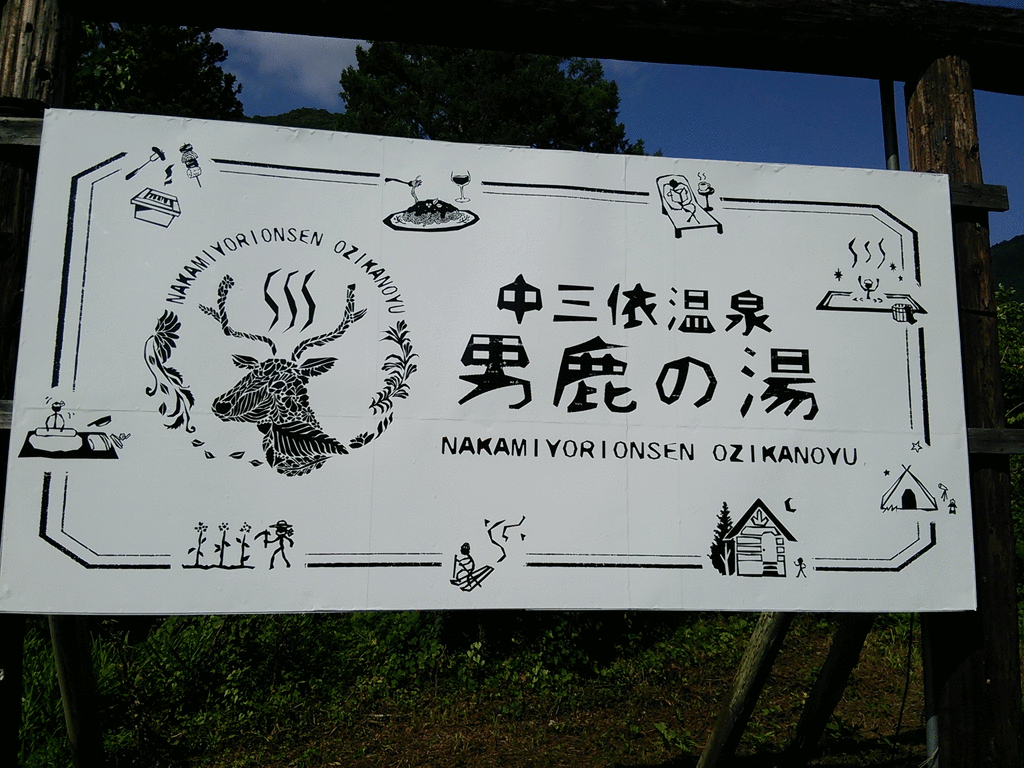 NAKAMIYORIONSEN OZIKANOYU
中三依温泉
男鹿の湯
NAKAMIYORIONSEN OZIKANOYU